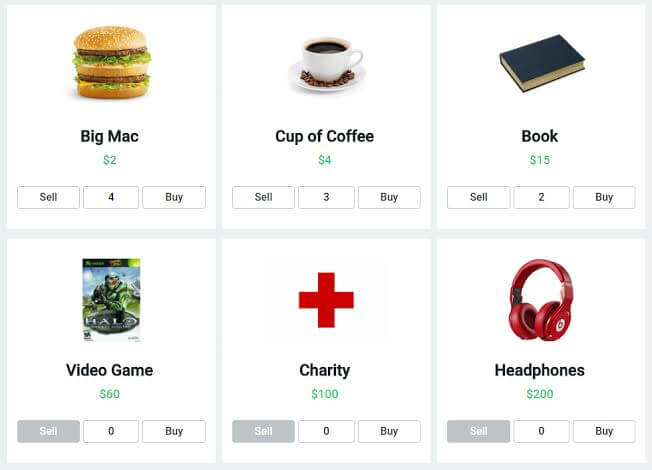 Big Mac
$2
Sell 4 Buy
Cup of Coffee
$4
Sell 3 Buy
Book
$15
Sell 2 Buy
HALO
Video Game
$60
Sell 0 Buy
Charity
$100
Sell 0 Buy
Headphones
$200
Sell 0 Buy